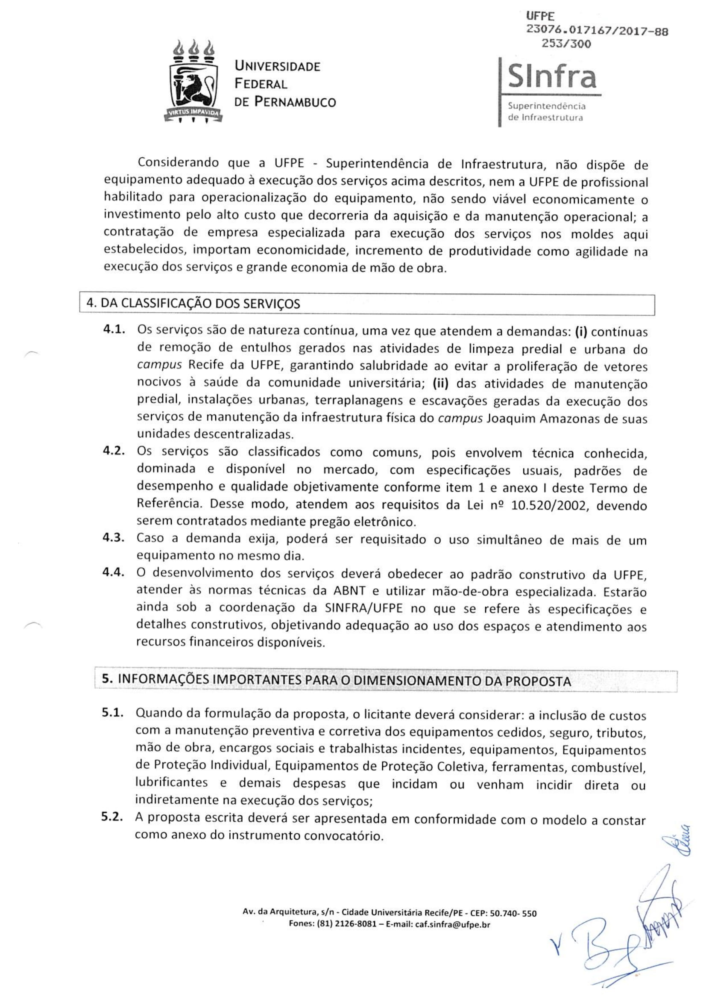 UFPE
23076.017167/2017-88
253/300
UNIVERSIDADE
FEDERAL
DE PERNAMBUCO
VIRTUS IMPAVIDA
SInfra
Superintendência
de Infraestrutura
Considerando que a UFPE - Superintendência de Infraestrutura, não dispõe de
equipamento adequado à execução dos serviços acima descritos, nem a UFPE de profissional
habilitado para operacionalização do equipamento, não sendo viável economicamente o
investimento pelo alto custo que decorreria da aquisição e da manutenção operacional; a
contratação de empresa especializada para execução dos serviços nos moldes aqui
estabelecidos, importam economicidade, incremento de produtividade como agilidade na
execução dos serviços e grande economia de mão de obra.
4. DA CLASSIFICAÇÃO DOS SERVIÇOS
4.1. Os serviços são de natureza contínua, uma vez que atendem a demandas: (i) contínuas
de remoção de entulhos gerados nas atividades de limpeza predial e urbana do
campus Recife da UFPE, garantindo salubridade ao evitar a proliferação de vetores
nocivos à saúde da comunidade universitária; (ii) das atividades de manutenção
predial, instalações urbanas, terraplanagens e escavações geradas da execução dos
serviços de manutenção da infraestrutura física do campus Joaquim Amazonas de suas
unidades descentralizadas.
4.2. Os serviços são classificados como comuns, pois envolvem técnica conhecida,
dominada e disponível no mercado, com especificações usuais, padrões de
desempenho e qualidade objetivamente conforme item 1 e anexo I deste Termo de
Referência. Desse modo, atendem aos requisitos da Lei nº 10.520/2002, devendo
serem contratados mediante pregão eletrônico.
4.3. Caso a demanda exija, poderá ser requisitado o uso simultâneo de mais de um
equipamento no mesmo dia.
4.4. O desenvolvimento dos serviços deverá obedecer ao padrão construtivo da UFPE,
atender às normas técnicas da ABNT e utilizar mão-de-obra especializada. Estarão
ainda sob a coordenação da SINFRA/UFPE no que se refere às especificações e
detalhes construtivos, objetivando adequação ao uso dos espaços e atendimento aos
recursos financeiros disponíveis.
5. INFORMAÇÕES IMPORTANTES PARA O DIMENSIONAMENTO DA PROPOSTA
5.1. Quando da formulação da proposta, o licitante deverá considerar: a inclusão de custos
com a manutenção preventiva e corretiva dos equipamentos cedidos, seguro, tributos,
mão de obra, encargos sociais e trabalhistas incidentes, equipamentos, Equipamentos
de Proteção Individual, Equipamentos de Proteção Coletiva, ferramentas, combustível,
lubrificantes e demais despesas que incidam ou venham incidir direta ou
indiretamente na execução dos serviços;
5.2. A proposta escrita deverá ser apresentada em conformidade com o modelo a constar
como anexo do instrumento convocatório.
Av. da Arquitetura, s/n - Cidade Universitária Recife/PE - CEP: 50.740- 550
Fones: (81) 2126-8081 – E-mail: caf.sinfra@ufpe.br